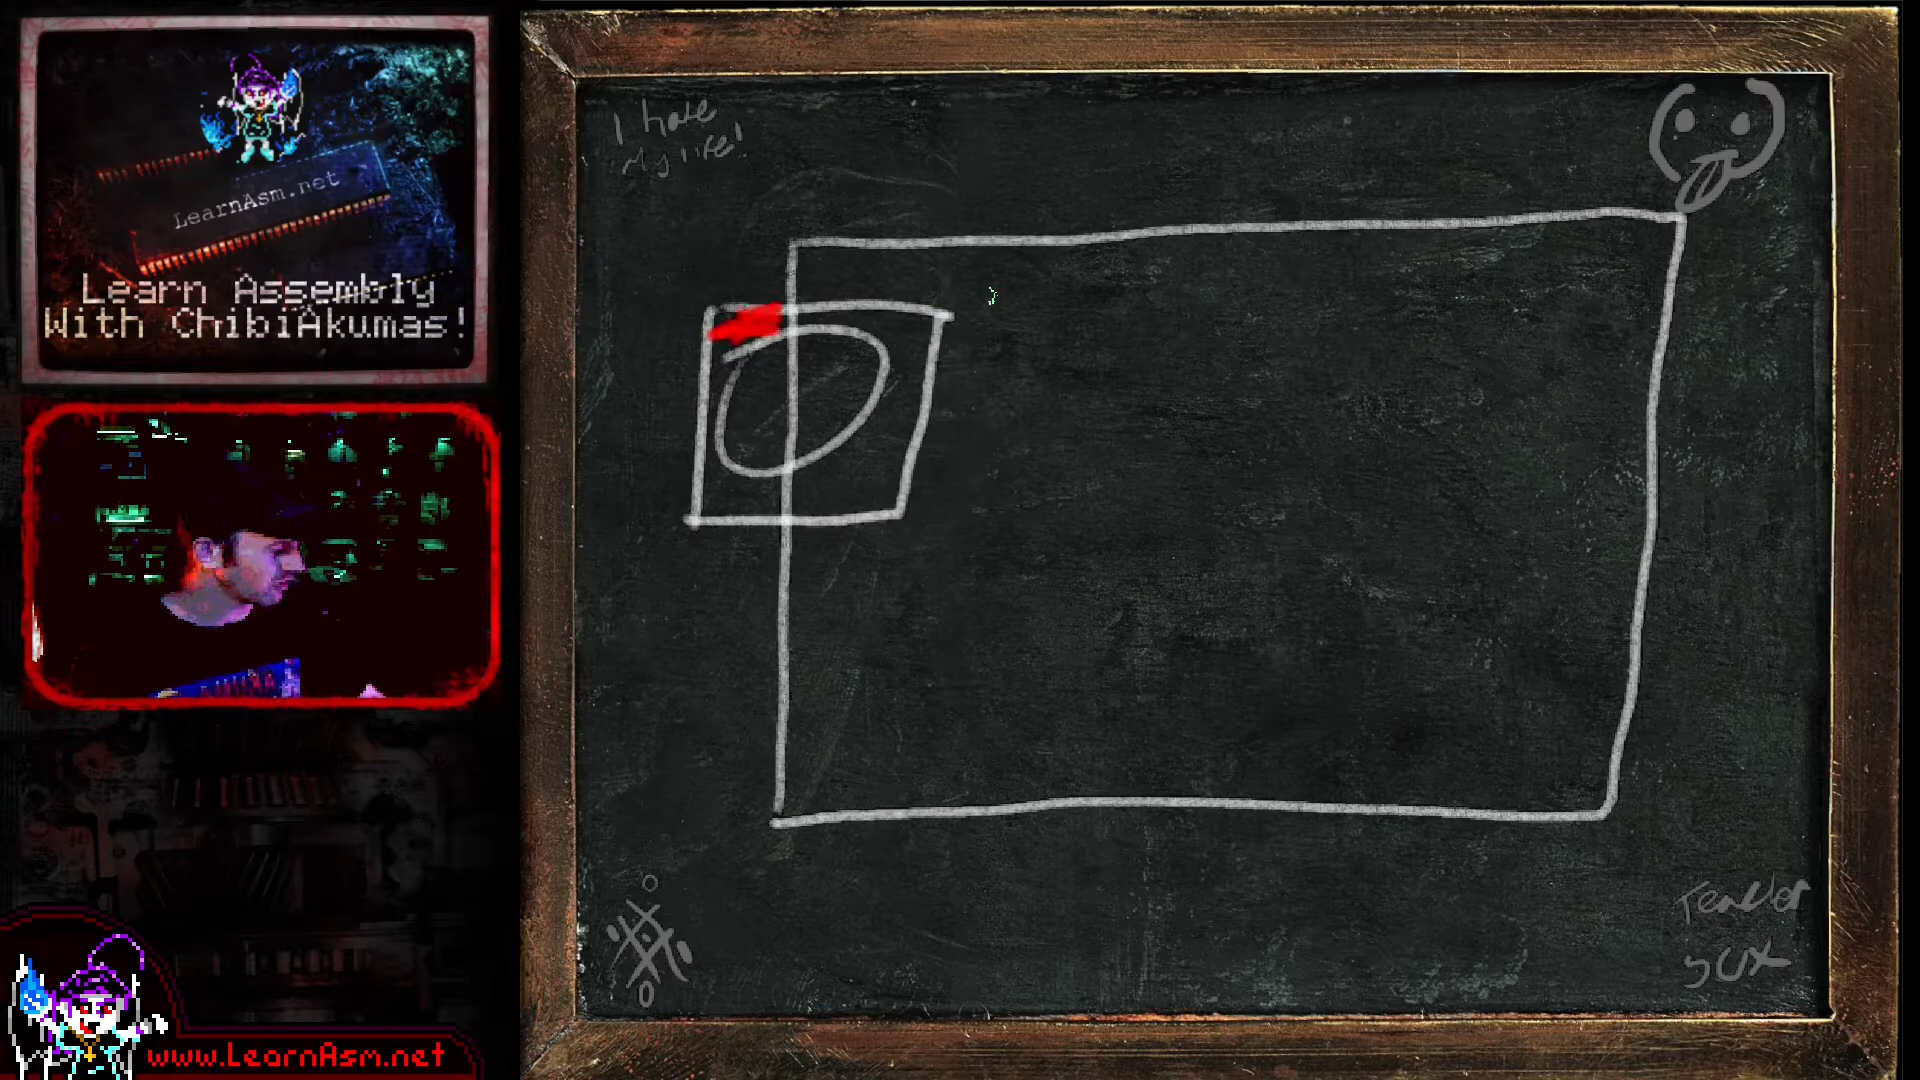 LearnAsm.net
Learn Assembly
With ChibiAkumas!
I hate
My life!
Teacher
SUX
www.LearnAsm.net